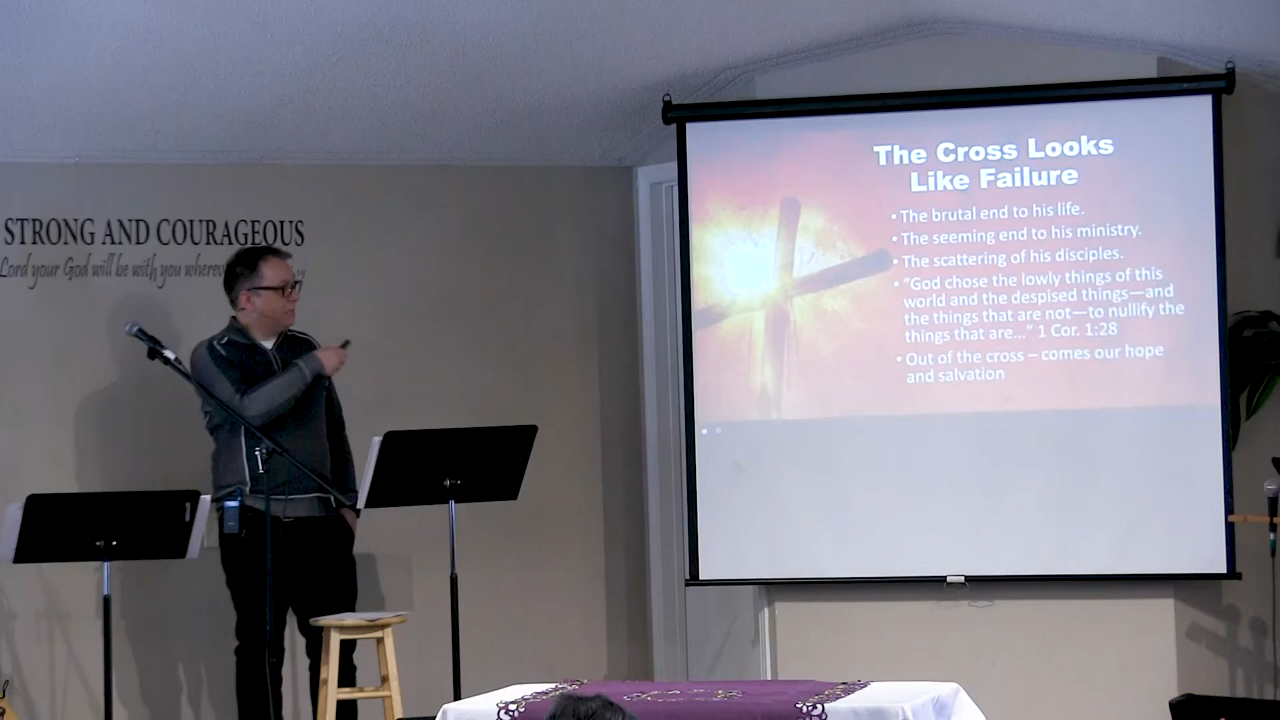 STRONG AND COURAGEOUS
Lord your God will be with you
The Cross Looks
Like Failure
• The brutal end to his life.
• The seeming end to his ministry.
• The scattering of his disciples.
• “God chose the lowly things of this
world and the despised things—and
the things that are not—to nullify the
things that are...” 1 Cor. 1:28
• Out of the cross – comes our hope
and salvation